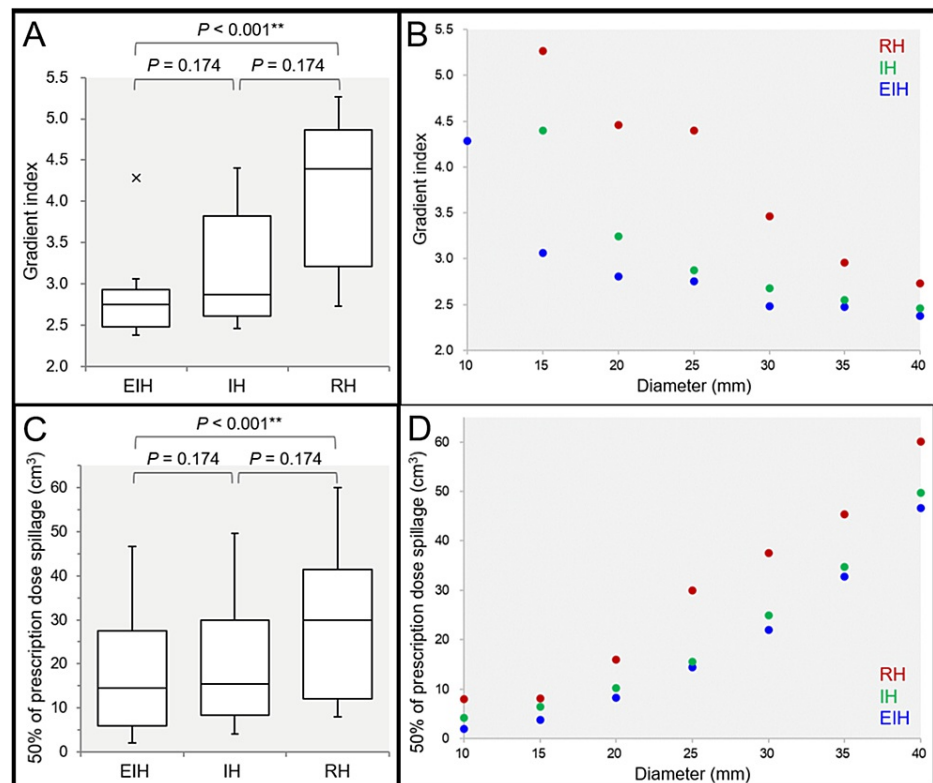 A
P < 0.001**
P = 0.174
P = 0.174
Gradient index
5.5
5.0
4.5
4.0
3.5
3.0
2.5
2.0
EIH
IH
RH
B
Gradient index
5.5
5.0
4.5
4.0
3.5
3.0
2.5
2.0
RH
IH
EIH
10
15
20
25
30
35
40
Diameter (mm)
C
P < 0.001**
P = 0.174
P = 0.174
50% of prescription dose spillage (cm³)
60
50
40
30
20
10
0
EIH
IH
RH
D
50% of prescription dose spillage (cm³)
60
50
40
30
20
10
0
RH
IH
EIH
10
15
20
25
30
35
40
Diameter (mm)